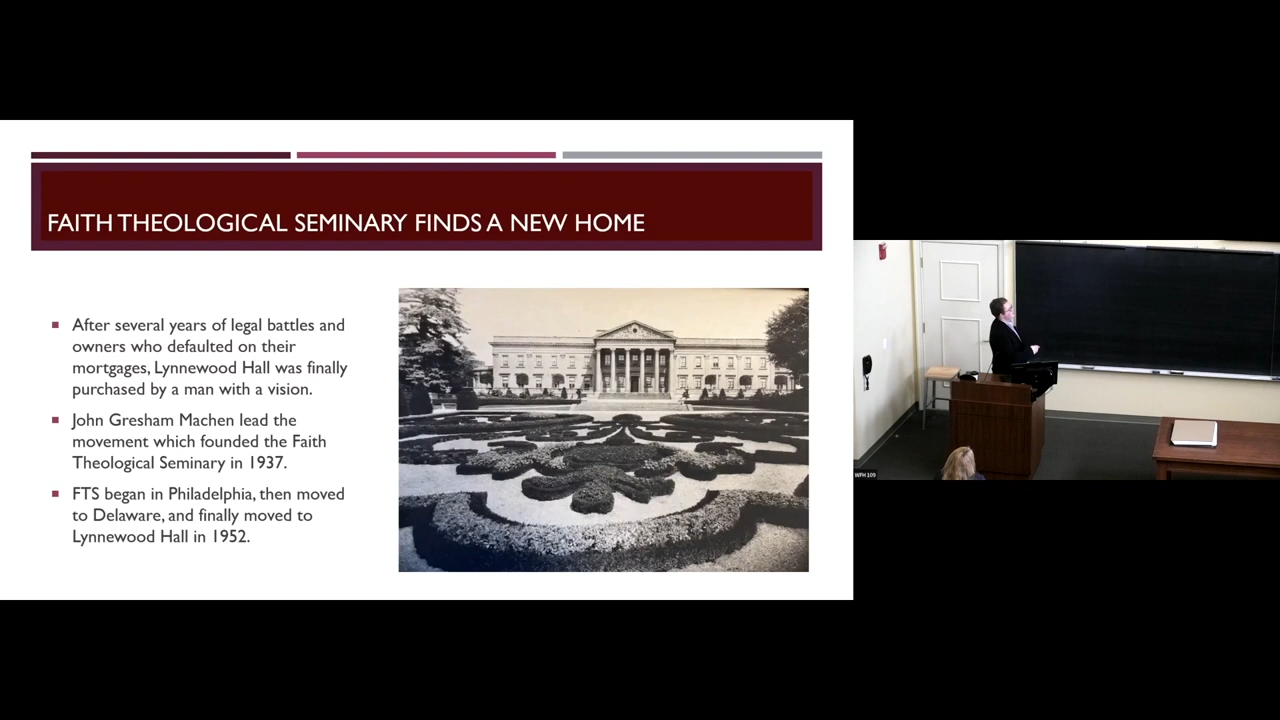 FAITH THEOLOGICAL SEMINARY FINDS A NEW HOME
After several years of legal battles and
owners who defaulted on their
mortgages, Lynnewood Hall was finally
purchased by a man with a vision.
John Gresham Machen lead the
movement which founded the Faith
Theological Seminary in 1937.
FTS began in Philadelphia, then moved
to Delaware, and finally moved to
Lynnewood Hall in 1952.
WFH 109